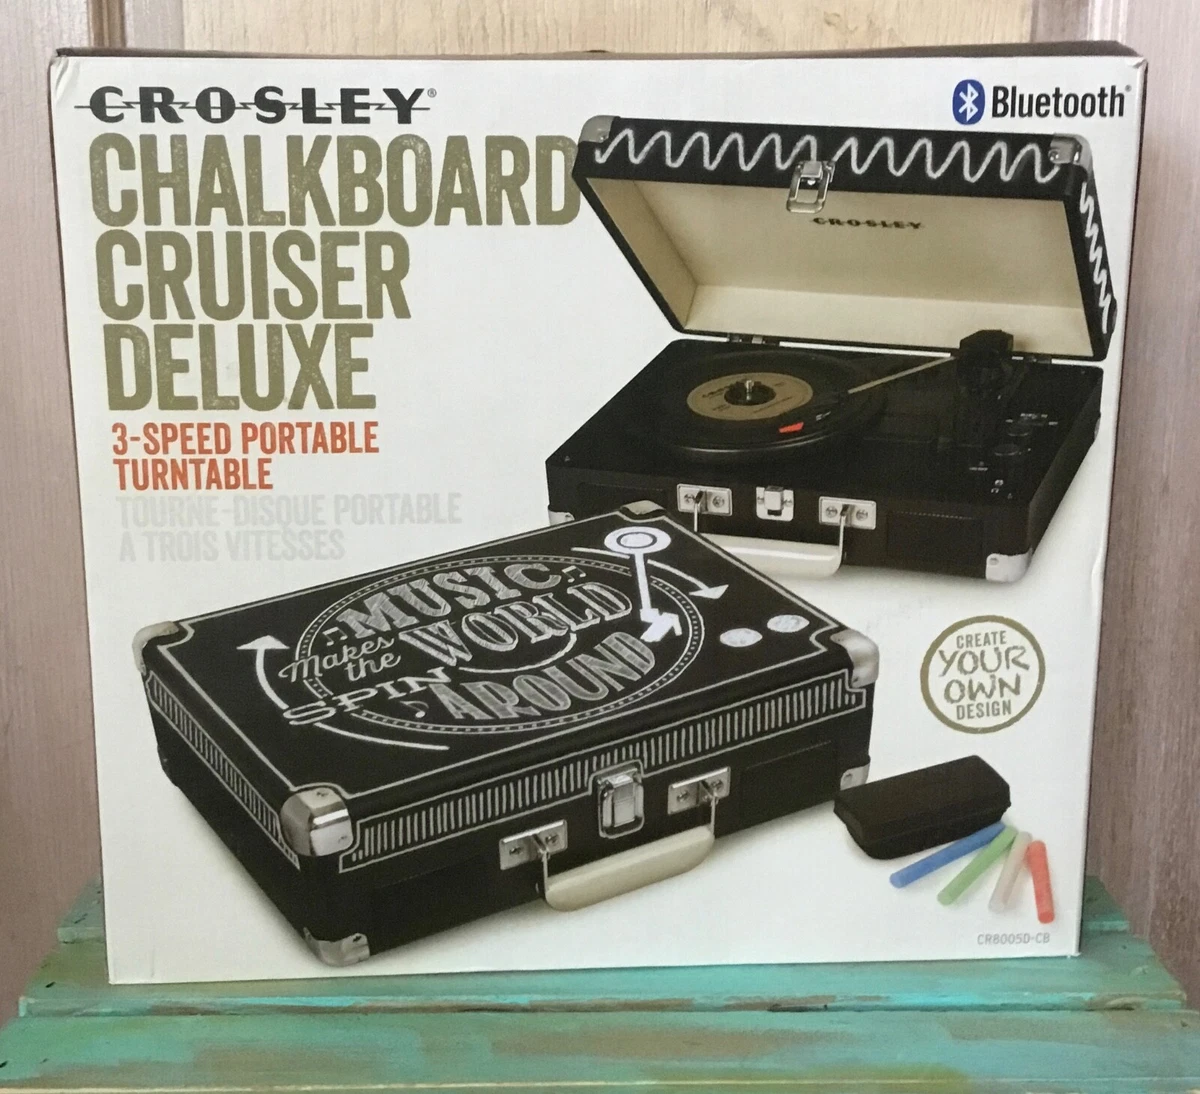 CROSLEY®
Bluetooth®
CHALKBOARD
CRUISER
DELUXE
3-SPEED PORTABLE
TURNTABLE
TOURNE-DISQUE PORTABLE
À TROIS VITESSES
CROSLEY
MUSIC
Makes
the WORLD
SPIN
AROUND
CREATE
YOUR
OWN
DESIGN
CR8005D-CB